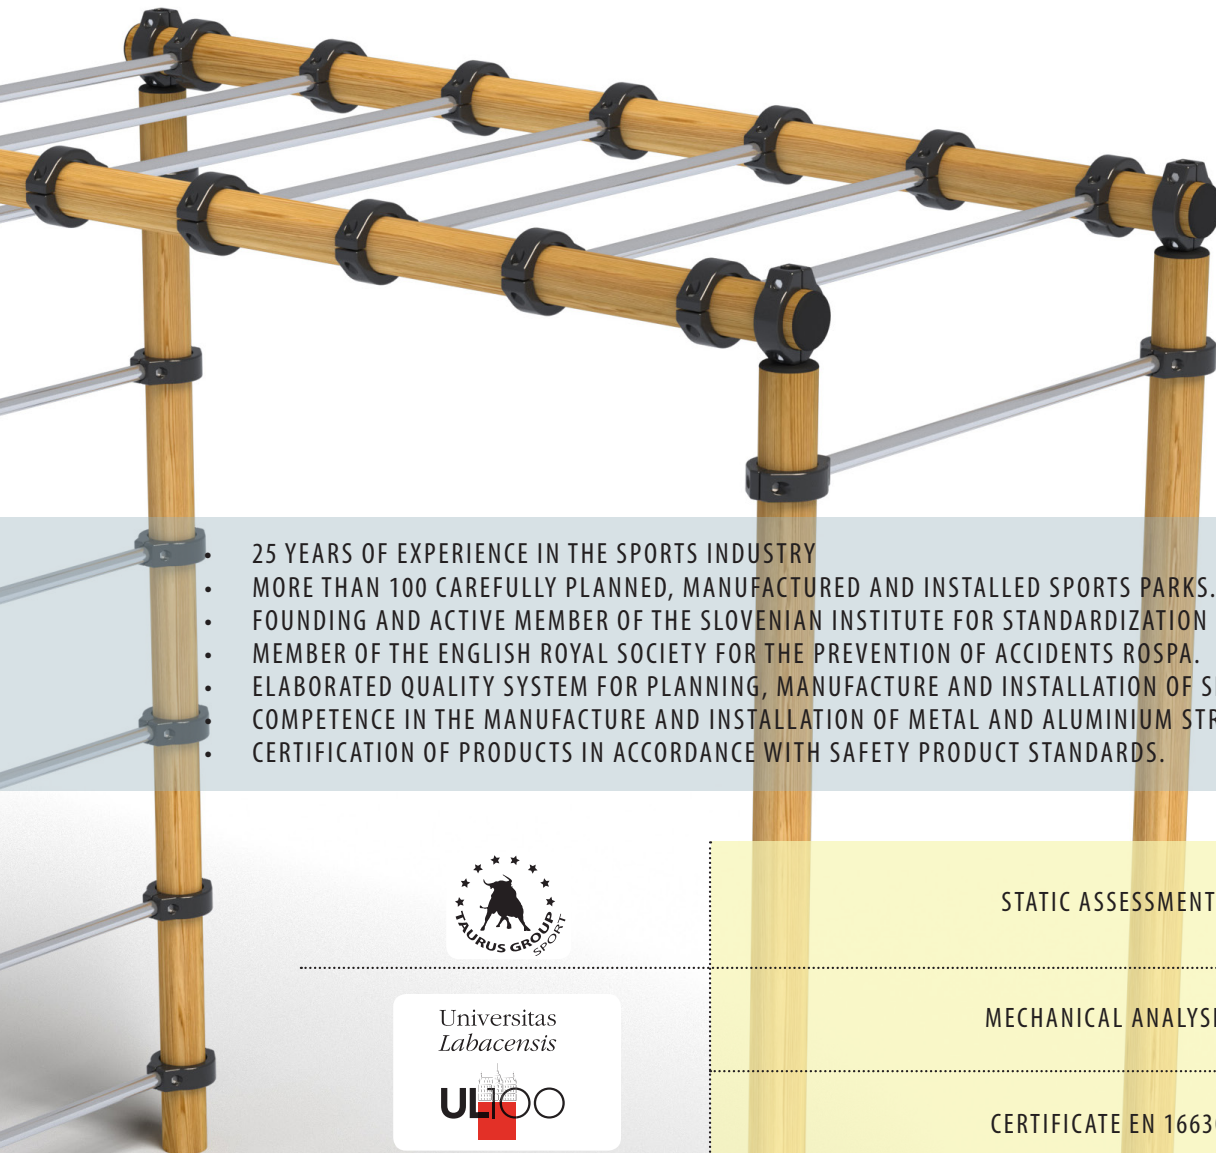 • 25 YEARS OF EXPERIENCE IN THE SPORTS INDUSTRY
• MORE THAN 100 CAREFULLY PLANNED, MANUFACTURED AND INSTALLED SPORTS PARKS.
• FOUNDING AND ACTIVE MEMBER OF THE SLOVENIAN INSTITUTE FOR STANDARDIZATION
• MEMBER OF THE ENGLISH ROYAL SOCIETY FOR THE PREVENTION OF ACCIDENTS ROSPA.
• ELABORATED QUALITY SYSTEM FOR PLANNING, MANUFACTURE AND INSTALLATION OF
• COMPETENCE IN THE MANUFACTURE AND INSTALLATION OF METAL AND ALUMINIUM
• CERTIFICATION OF PRODUCTS IN ACCORDANCE WITH SAFETY PRODUCT STANDARDS.
TAURUS GROUP
SPORT
STATIC ASSESSMENT
Universitas
Labacensis
UL100
MECHANICAL ANALYSI
CERTIFICATE EN 1663